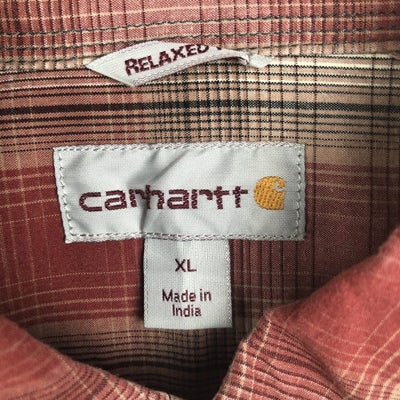 RELAXED
carhartt
XL
Made in
India